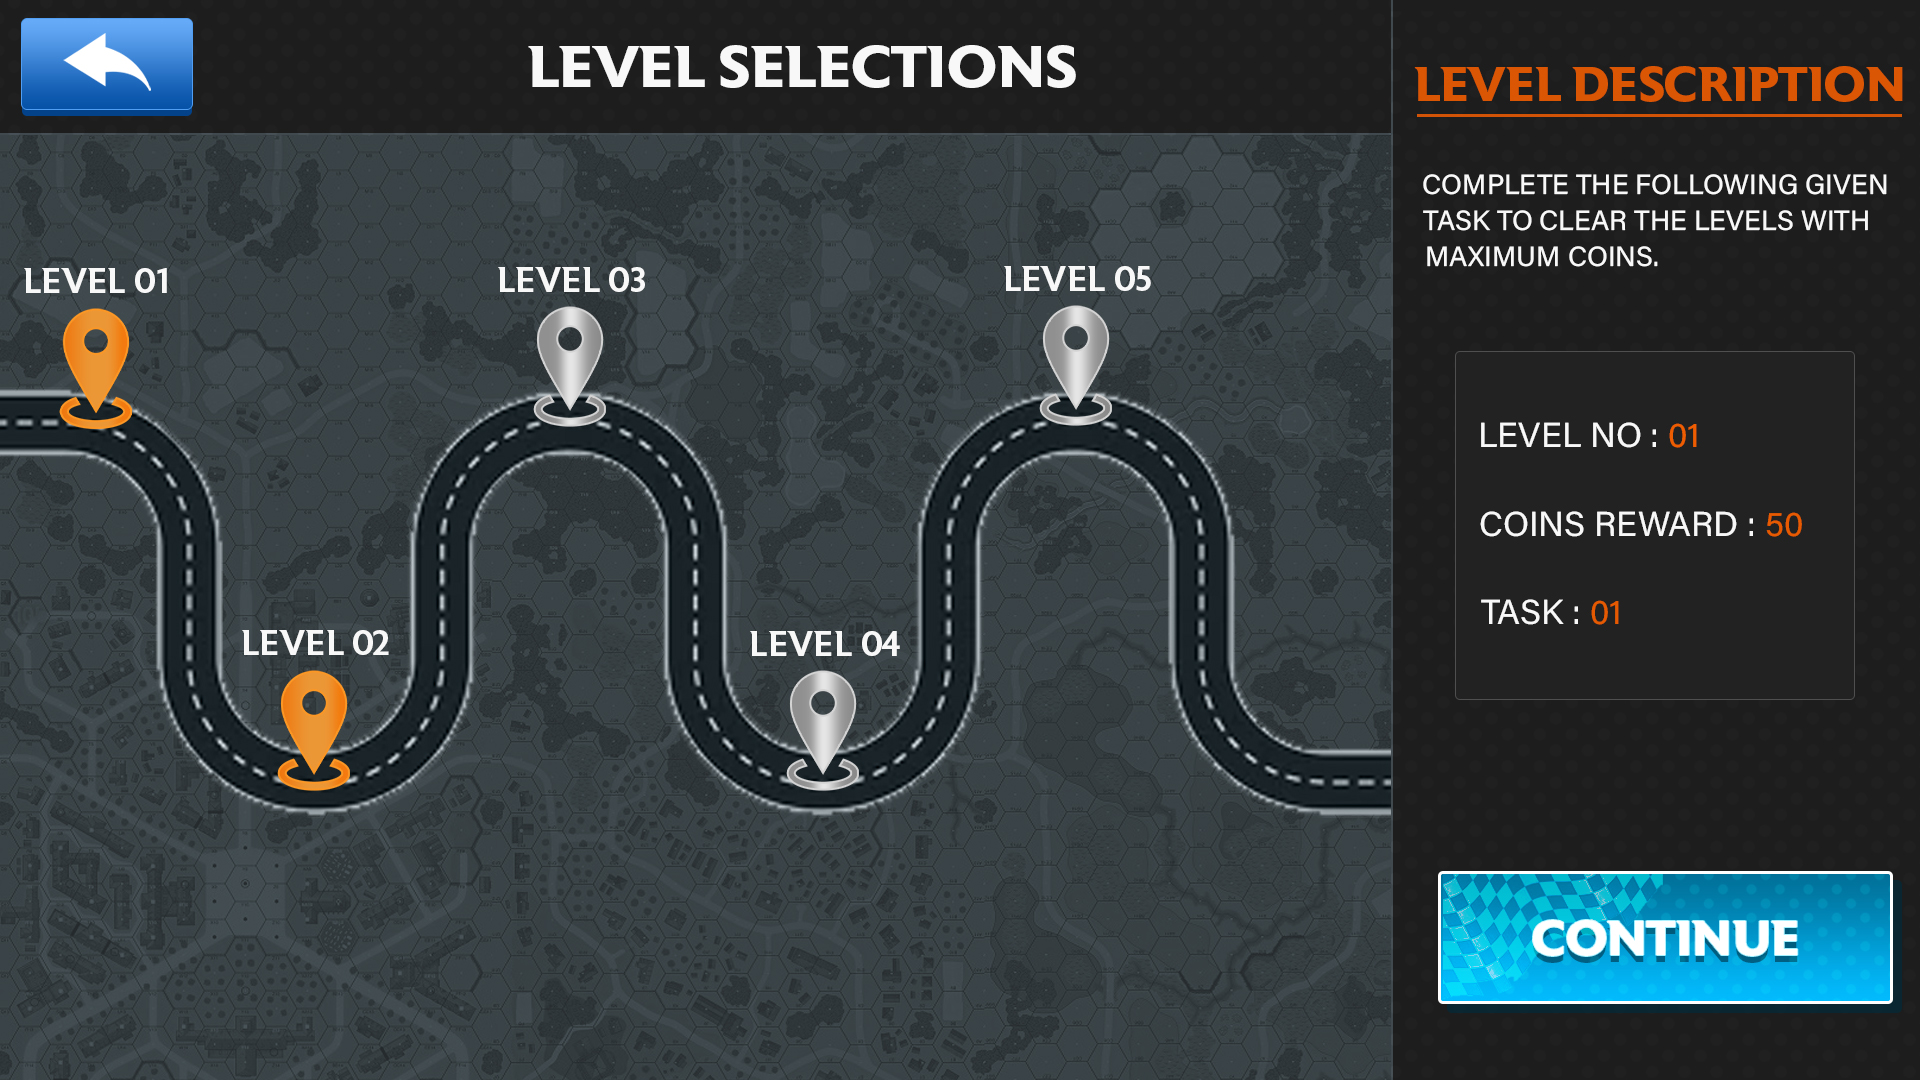 LEVEL SELECTIONS
LEVEL 01
LEVEL 03
LEVEL 05
LEVEL 02
LEVEL 04
LEVEL DESCRIPTION
COMPLETE THE FOLLOWING GIVEN
TASK TO CLEAR THE LEVELS WITH
MAXIMUM COINS.
LEVEL NO : 01
COINS REWARD : 50
TASK : 01
CONTINUE